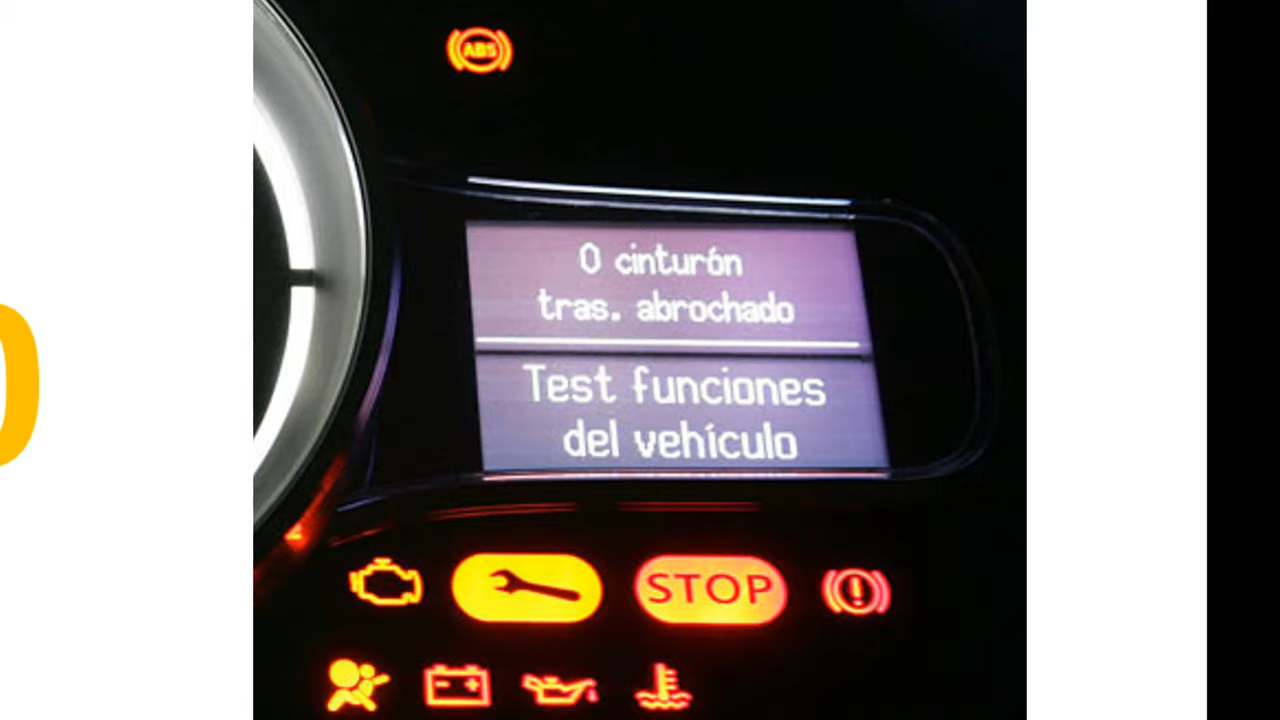 ABS
0 cinturón
tras. abrochado
Test funciones
del vehículo
STOP